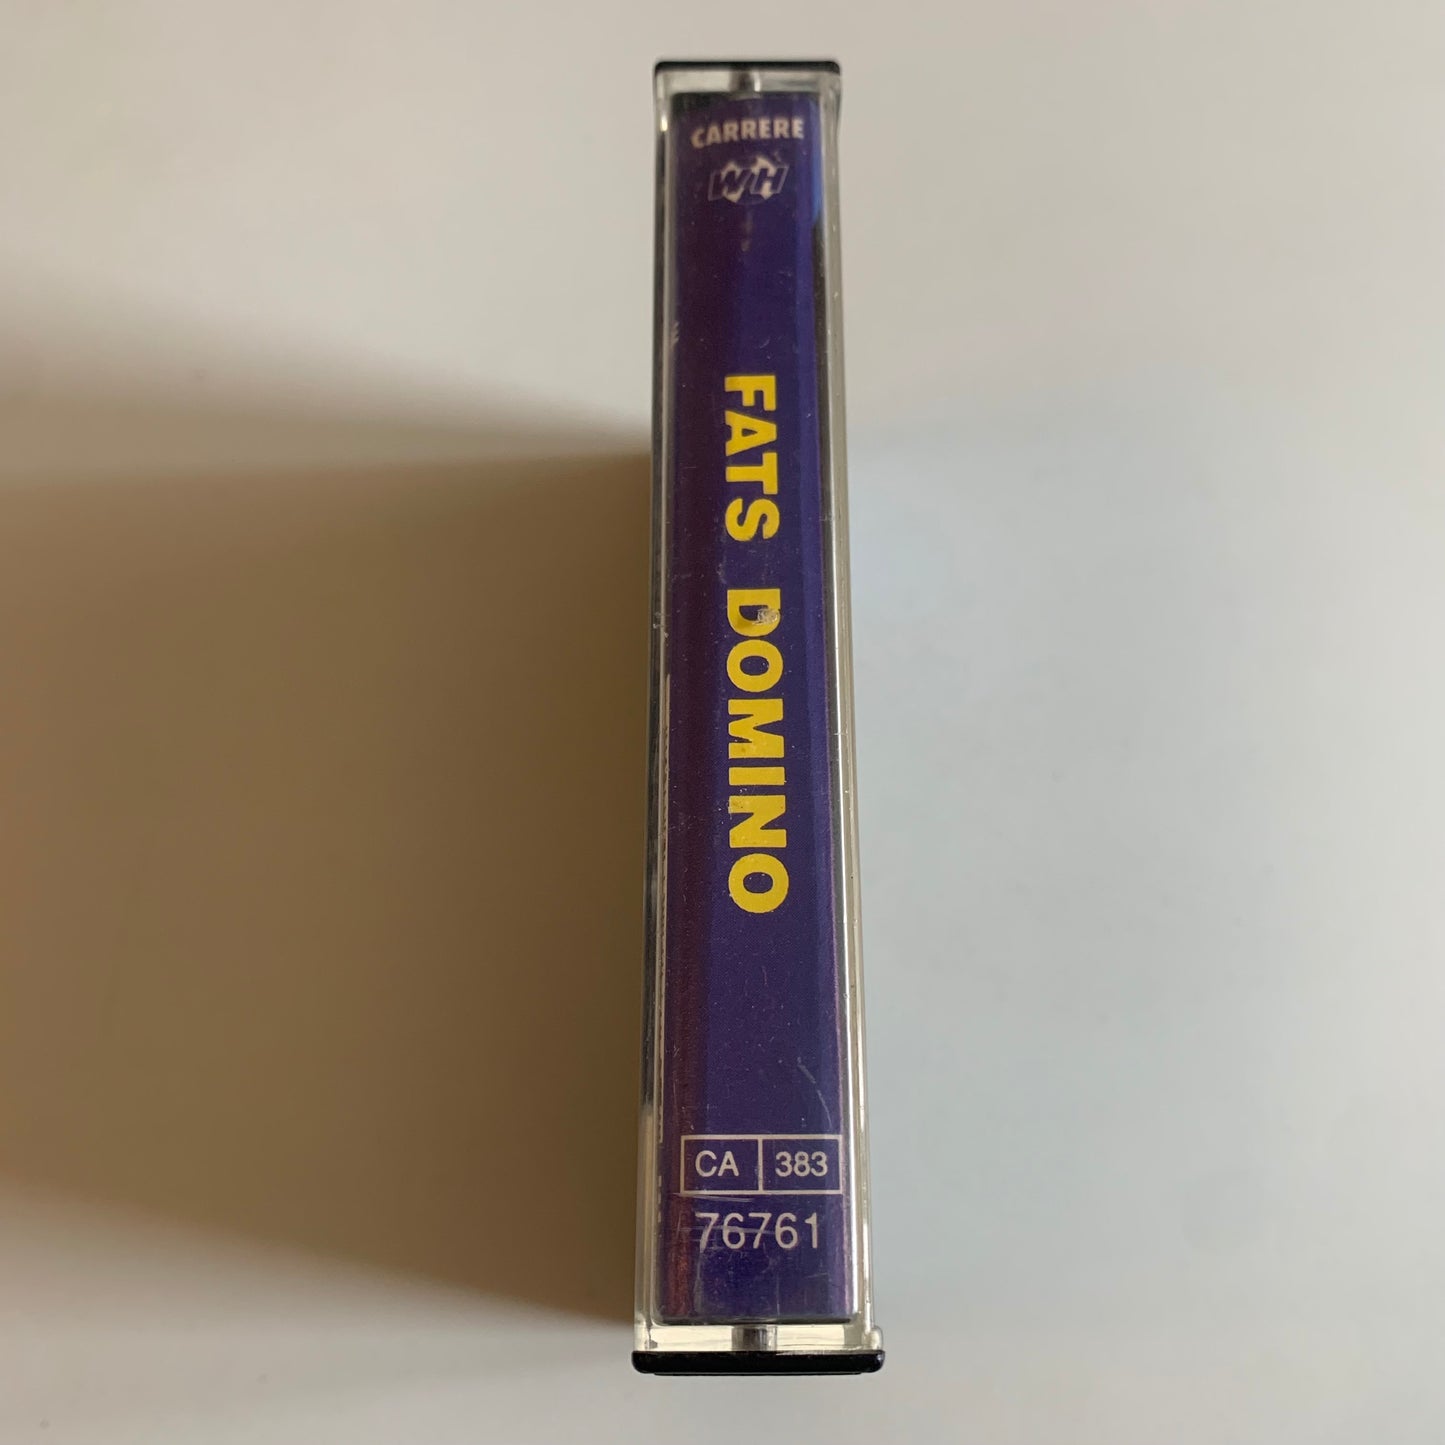 CARRERE
WH
FATS DOMINO
CA 383
76761